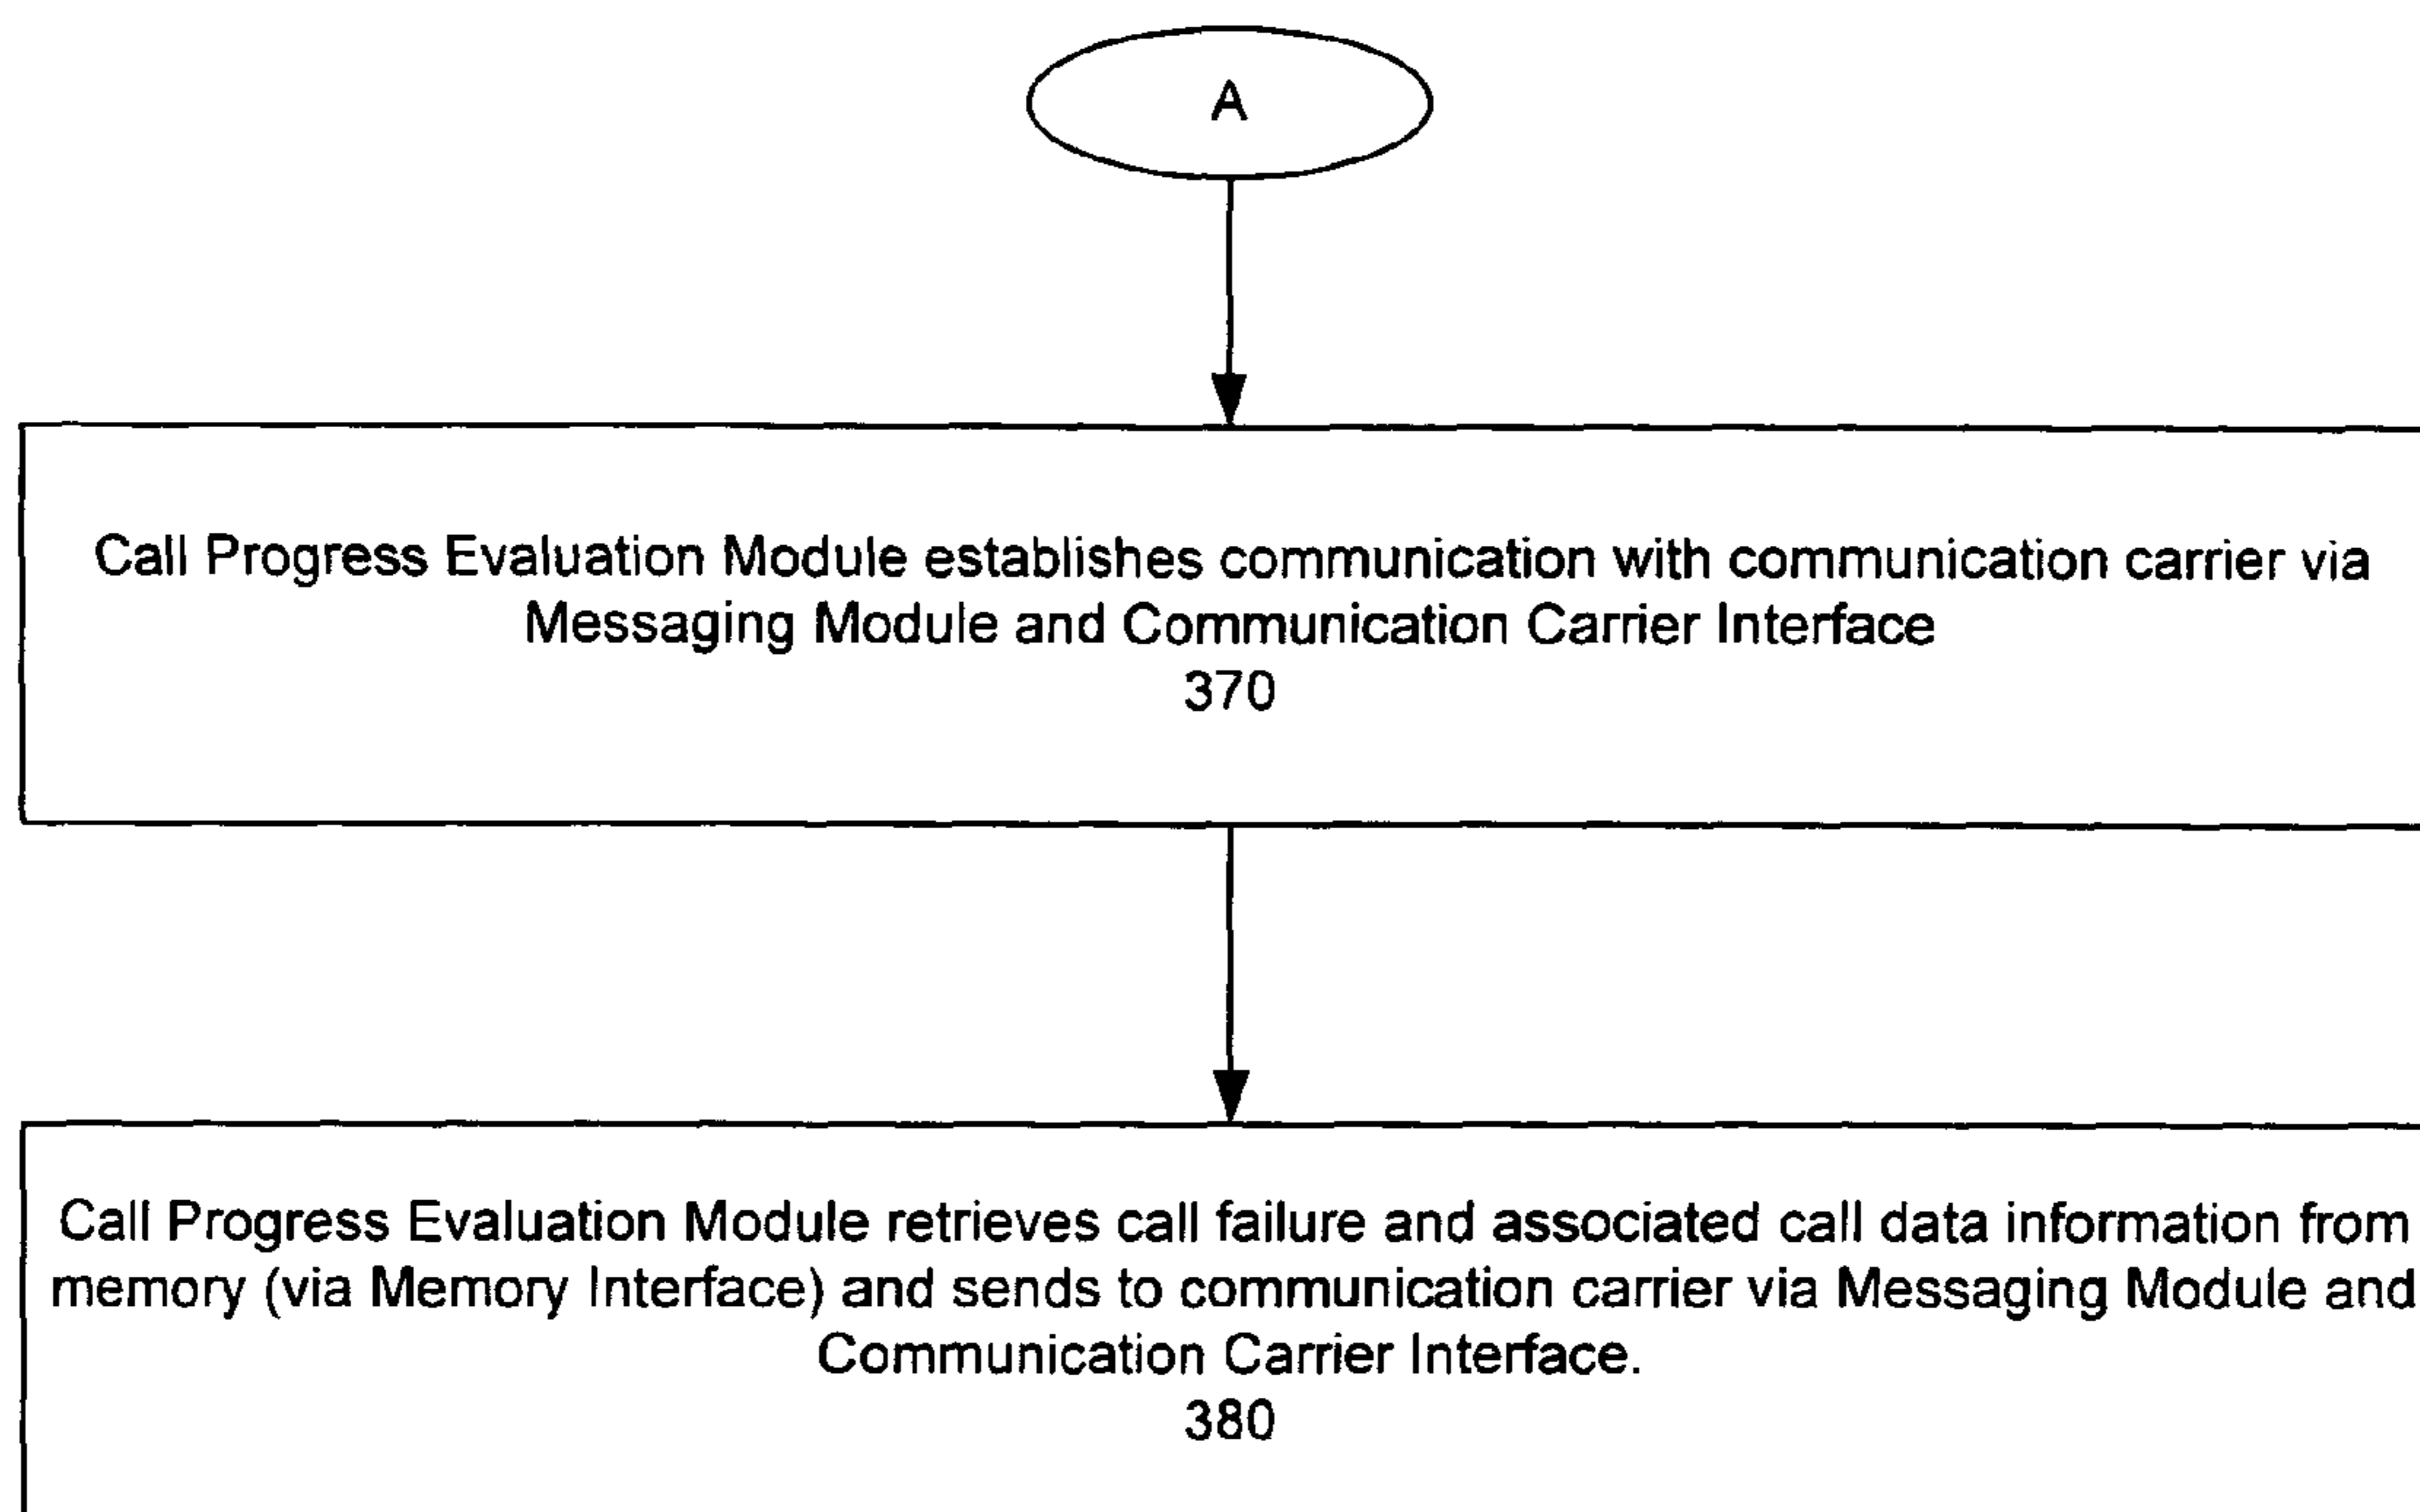 A
Call Progress Evaluation Module establishes communication with communication carrier via
Messaging Module and Communication Carrier Interface
370
Call Progress Evaluation Module retrieves call failure and associated call data information from
memory (via Memory Interface) and sends to communication carrier via Messaging Module and
Communication Carrier Interface.
380